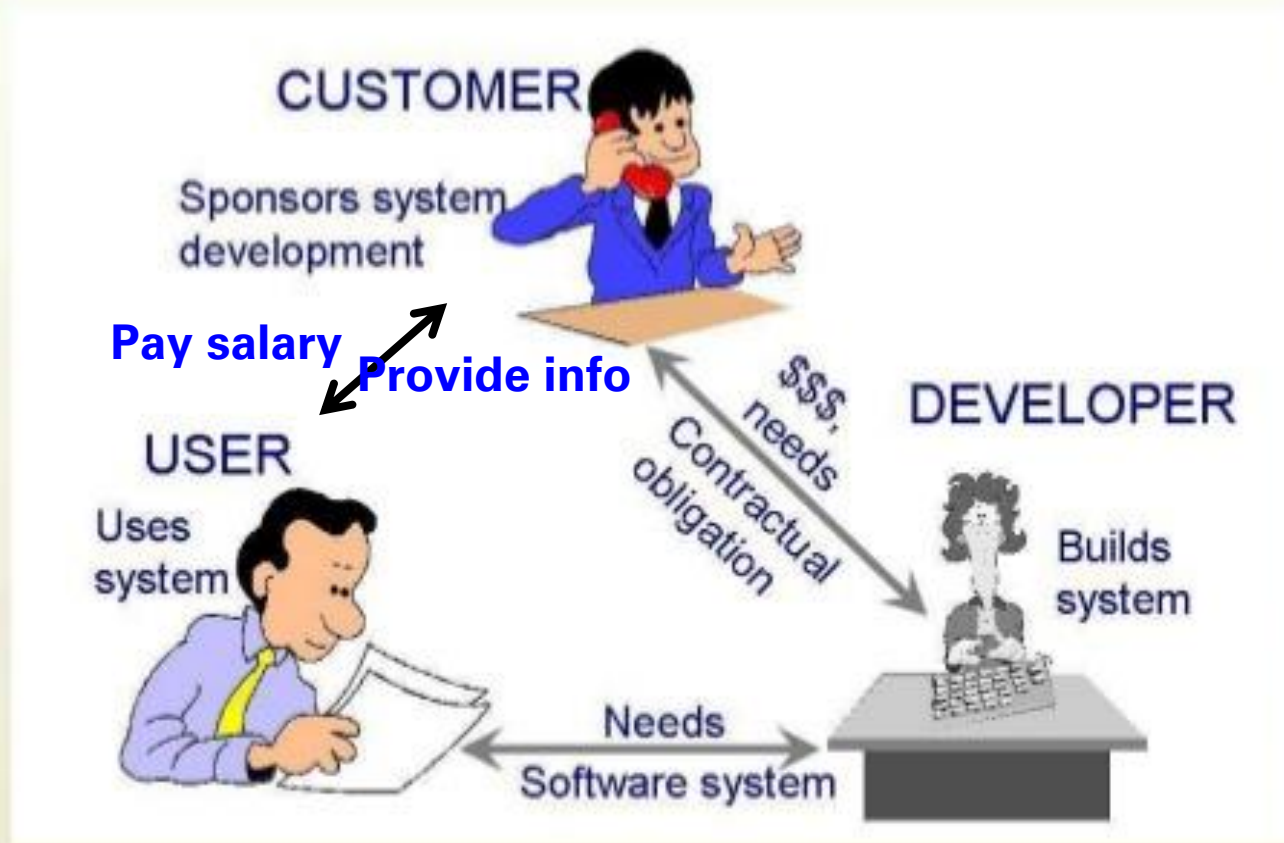 CUSTOMER
Sponsors system
development
Pay salary
Provide info
$$$,
needs
Contractual
obligation
DEVELOPER
Builds
system
USER
Uses
system
Needs
Software system